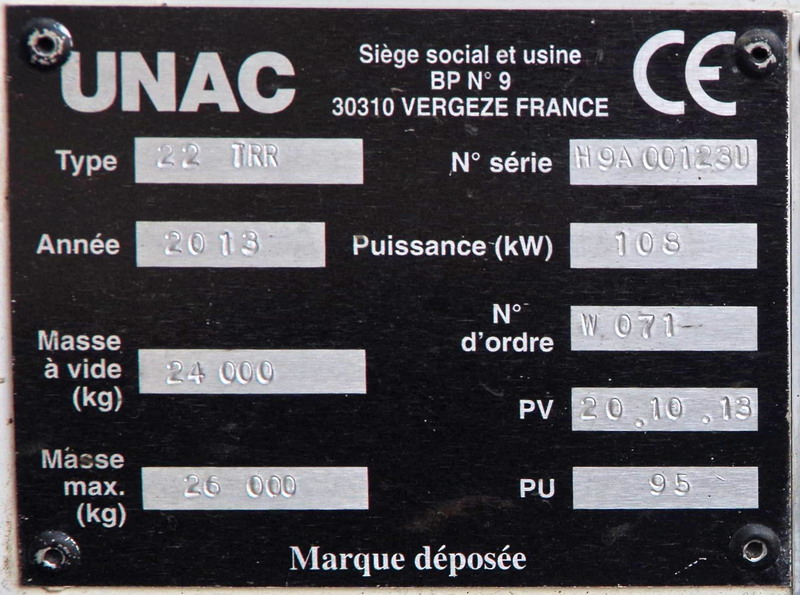 UNAC
Siège social et usine
BP N° 9
30310 VERGEZE FRANCE
CE
Type 22 TRR
N° série H9A00123U
Année 2013
Puissance (kW) 108
N°
d'ordre W 071
Masse
à vide
(kg) 24 000
PV 20.10.13
Masse
max.
(kg) 26 000
PU 95
Marque déposée